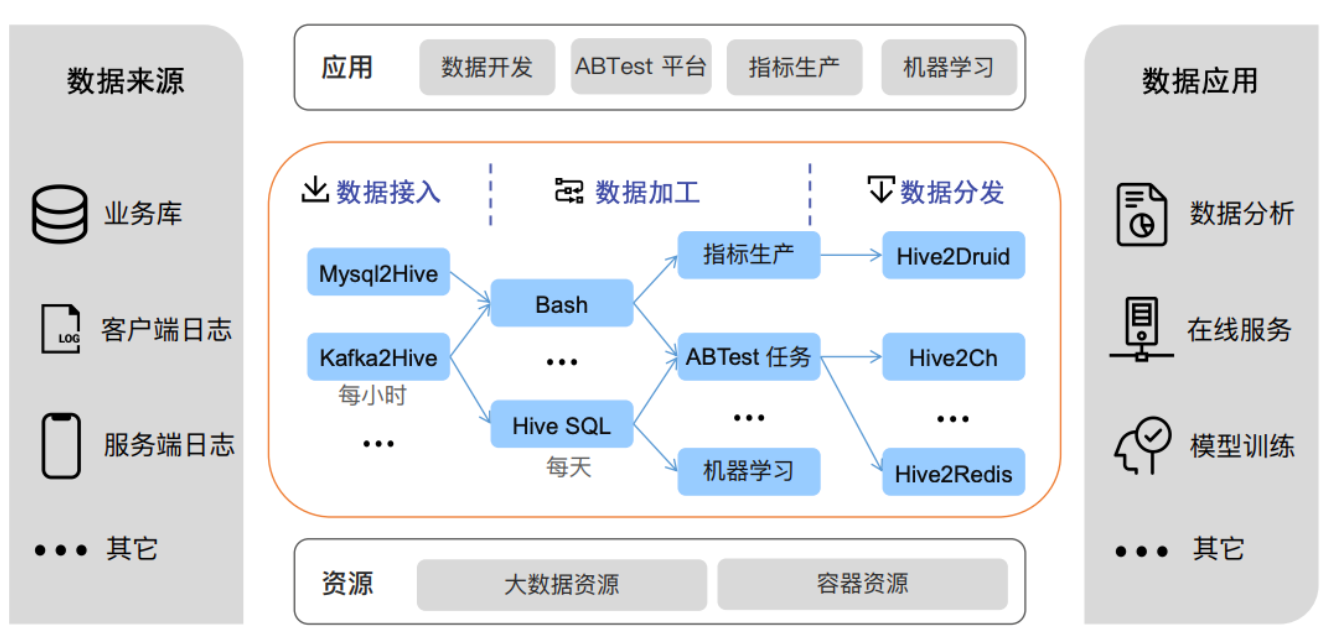 数据来源
业务库
LOG
客户端日志
服务端日志
••• 其它
应用
数据开发
ABTest 平台
指标生产
机器学习
数据接入
数据加工
数据分发
Mysql2Hive
Kafka2Hive
每小时
•••
Bash
•••
Hive SQL
每天
指标生产
ABTest 任务
•••
机器学习
Hive2Druid
Hive2Ch
•••
Hive2Redis
资源
大数据资源
容器资源
数据应用
数据分析
在线服务
模型训练
••• 其它